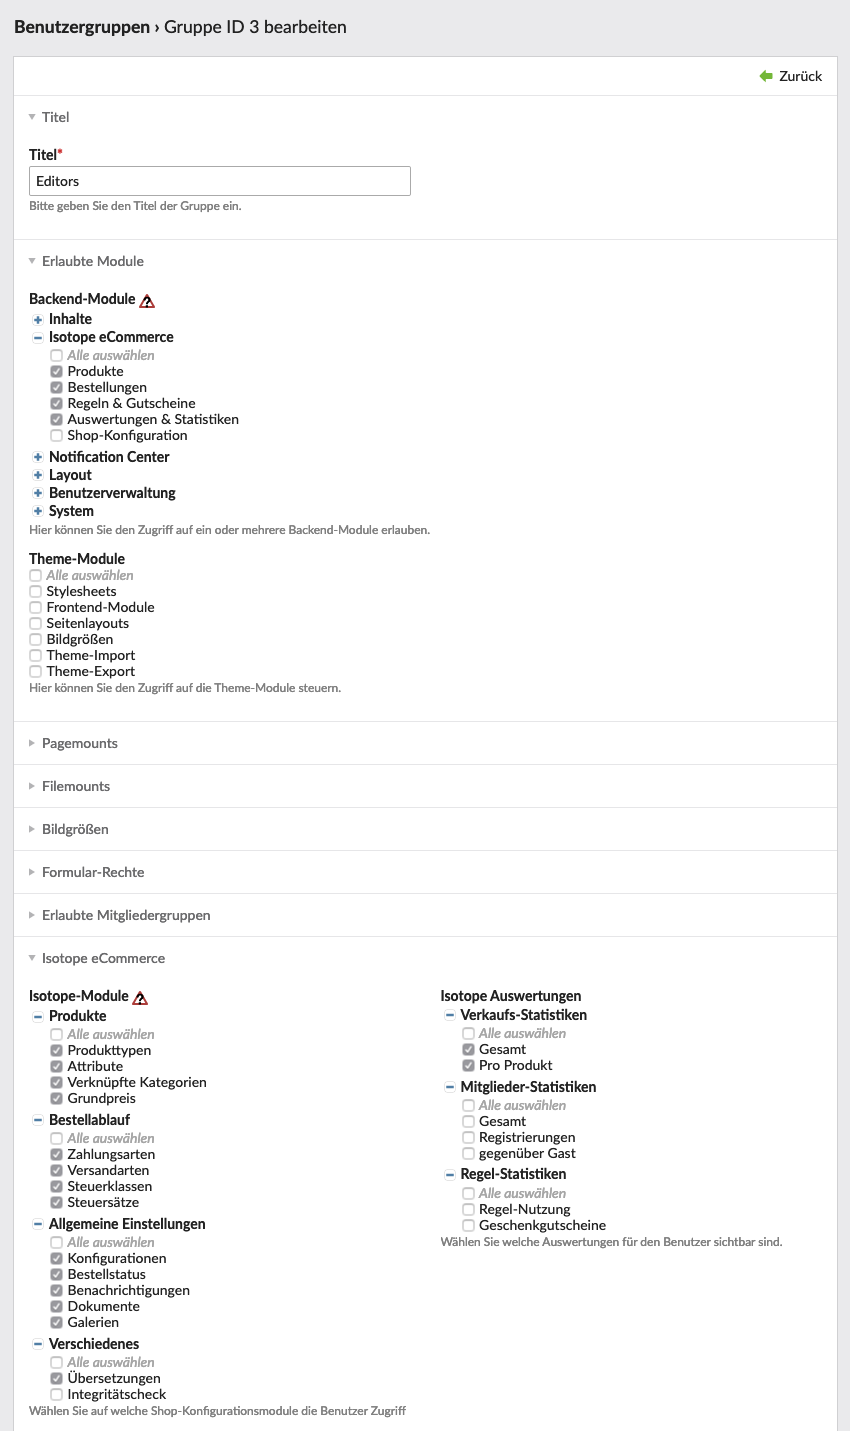 Benutzergruppen › Gruppe ID 3 bearbeiten
Zurück
Titel
Titel*
Editors
Bitte geben Sie den Titel der Gruppe ein.
Erlaubte Module
Backend-Module
Inhalte
Isotope eCommerce
Alle auswählen
Produkte
Bestellungen
Regeln & Gutscheine
Auswertungen & Statistiken
Shop-Konfiguration
Notification Center
Layout
Benutzerverwaltung
System
Hier können Sie den Zugriff auf ein oder mehrere Backend-Module erlauben.
Theme-Module
Alle auswählen
Stylesheets
Frontend-Module
Seitenlayouts
Bildgrößen
Theme-Import
Theme-Export
Hier können Sie den Zugriff auf die Theme-Module steuern.
Pagemounts
Filemounts
Bildgrößen
Formular-Rechte
Erlaubte Mitgliedergruppen
Isotope eCommerce
Isotope-Module
Produkte
Alle auswählen
Produkttypen
Attribute
Verknüpfte Kategorien
Grundpreis
Bestellablauf
Alle auswählen
Zahlungsarten
Versandarten
Steuerklassen
Steuersätze
Allgemeine Einstellungen
Alle auswählen
Konfigurationen
Bestellstatus
Benachrichtigungen
Dokumente
Galerien
Verschiedenes
Alle auswählen
Übersetzungen
Integritätscheck
Wählen Sie auf welche Shop-Konfigurationsmodule die Benutzer Zugriff
Isotope Auswertungen
Verkaufs-Statistiken
Alle auswählen
Gesamt
Pro Produkt
Mitglieder-Statistiken
Alle auswählen
Gesamt
Registrierungen
gegenüber Gast
Regel-Statistiken
Alle auswählen
Regel-Nutzung
Geschenkgutscheine
Wählen Sie welche Auswertungen für den Benutzer sichtbar sind.